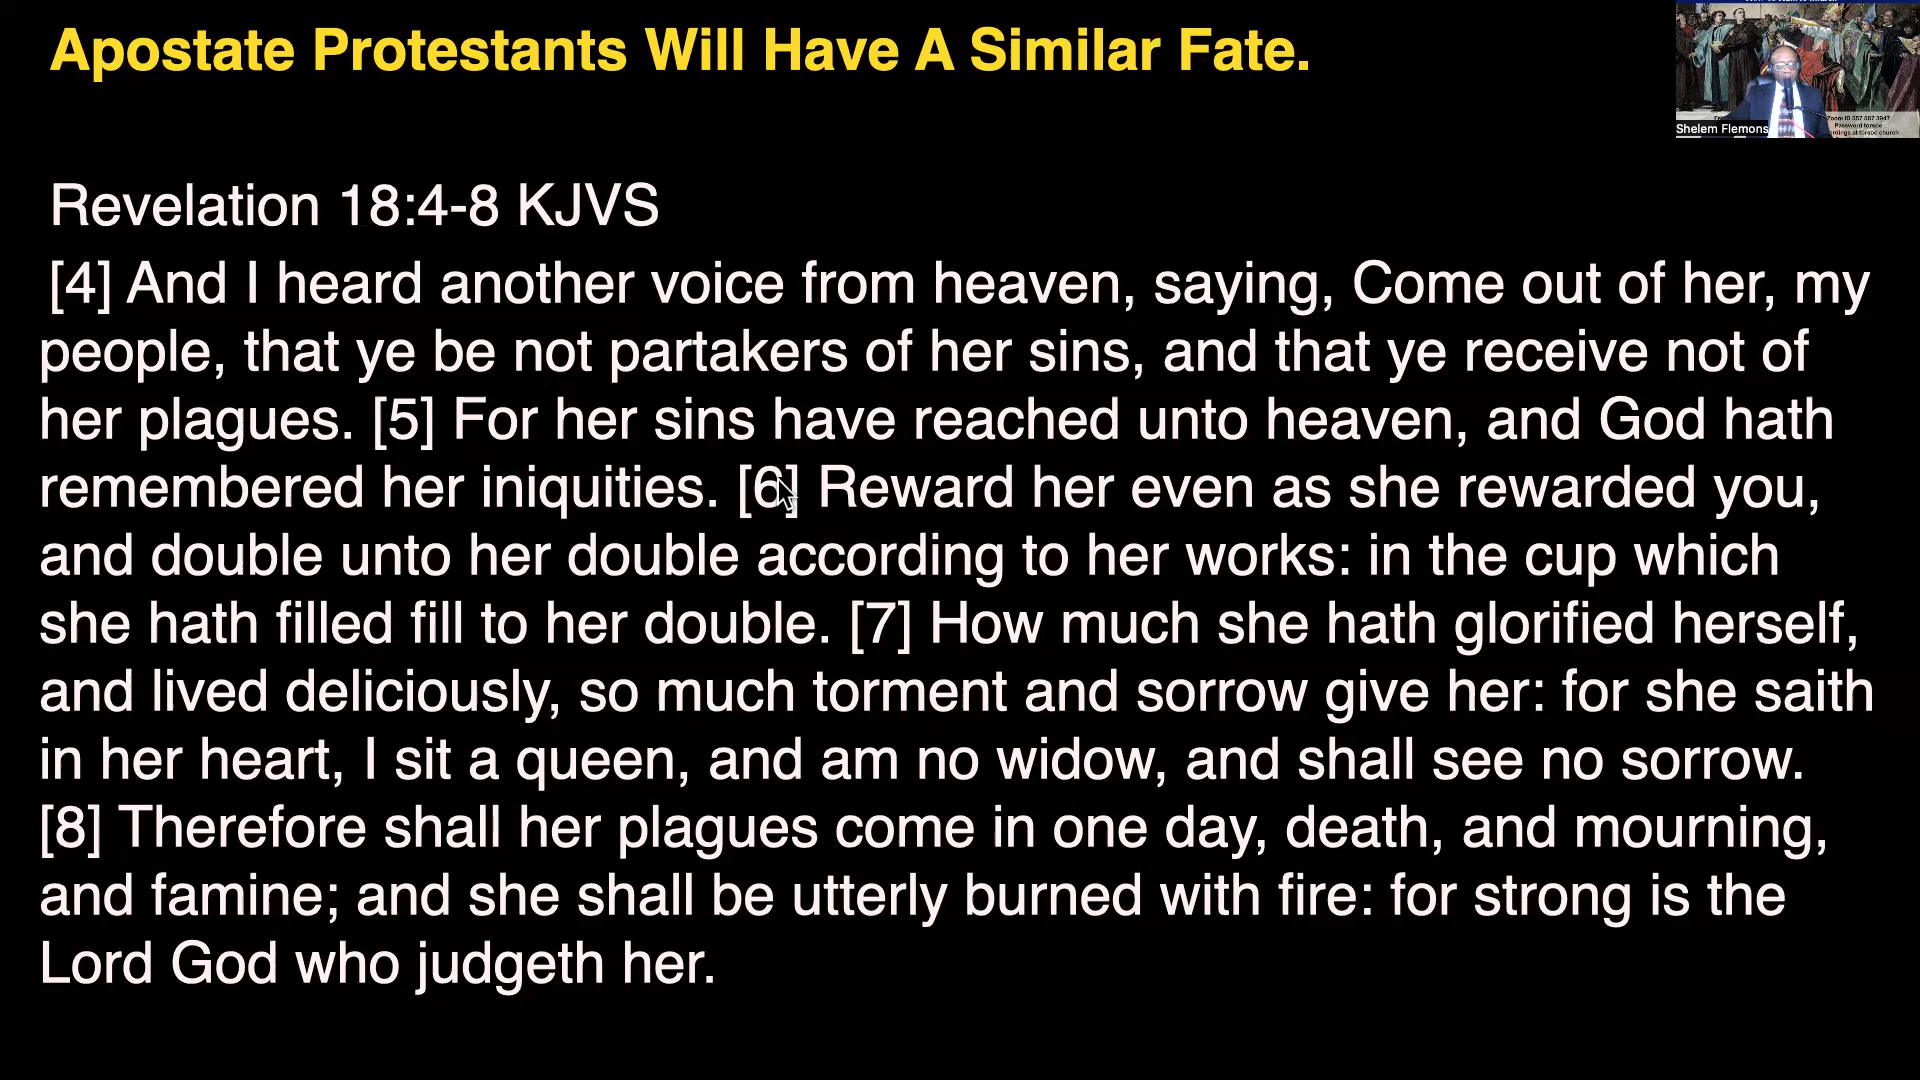 Apostate Protestants Will Have A Similar Fate.
Shelem Flemons
Zoom ID 557 587 3947
Password torsoc
Revelation 18:4-8 KJVS
[4] And I heard another voice from heaven, saying, Come out of her, my
people, that ye be not partakers of her sins, and that ye receive not of
her plagues. [5] For her sins have reached unto heaven, and God hath
remembered her iniquities. [6] Reward her even as she rewarded you,
and double unto her double according to her works: in the cup which
she hath filled fill to her double. [7] How much she hath glorified herself,
and lived deliciously, so much torment and sorrow give her: for she saith
in her heart, I sit a queen, and am no widow, and shall see no sorrow.
[8] Therefore shall her plagues come in one day, death, and mourning,
and famine; and she shall be utterly burned with fire: for strong is the
Lord God who judgeth her.